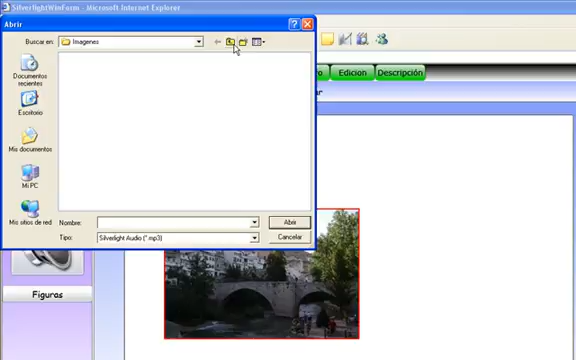 SilverlightWinForm - Microsoft Internet Explorer
Abrir
Buscar en:
Imagenes
Edicion
Descripción
Documentos
recientes
Escritorio
Mis documentos
Mi PC
Mis sitios de red
Nombre:
Abrir
Tipo:
Silverlight Audio (*.mp3)
Cancelar
Figuras